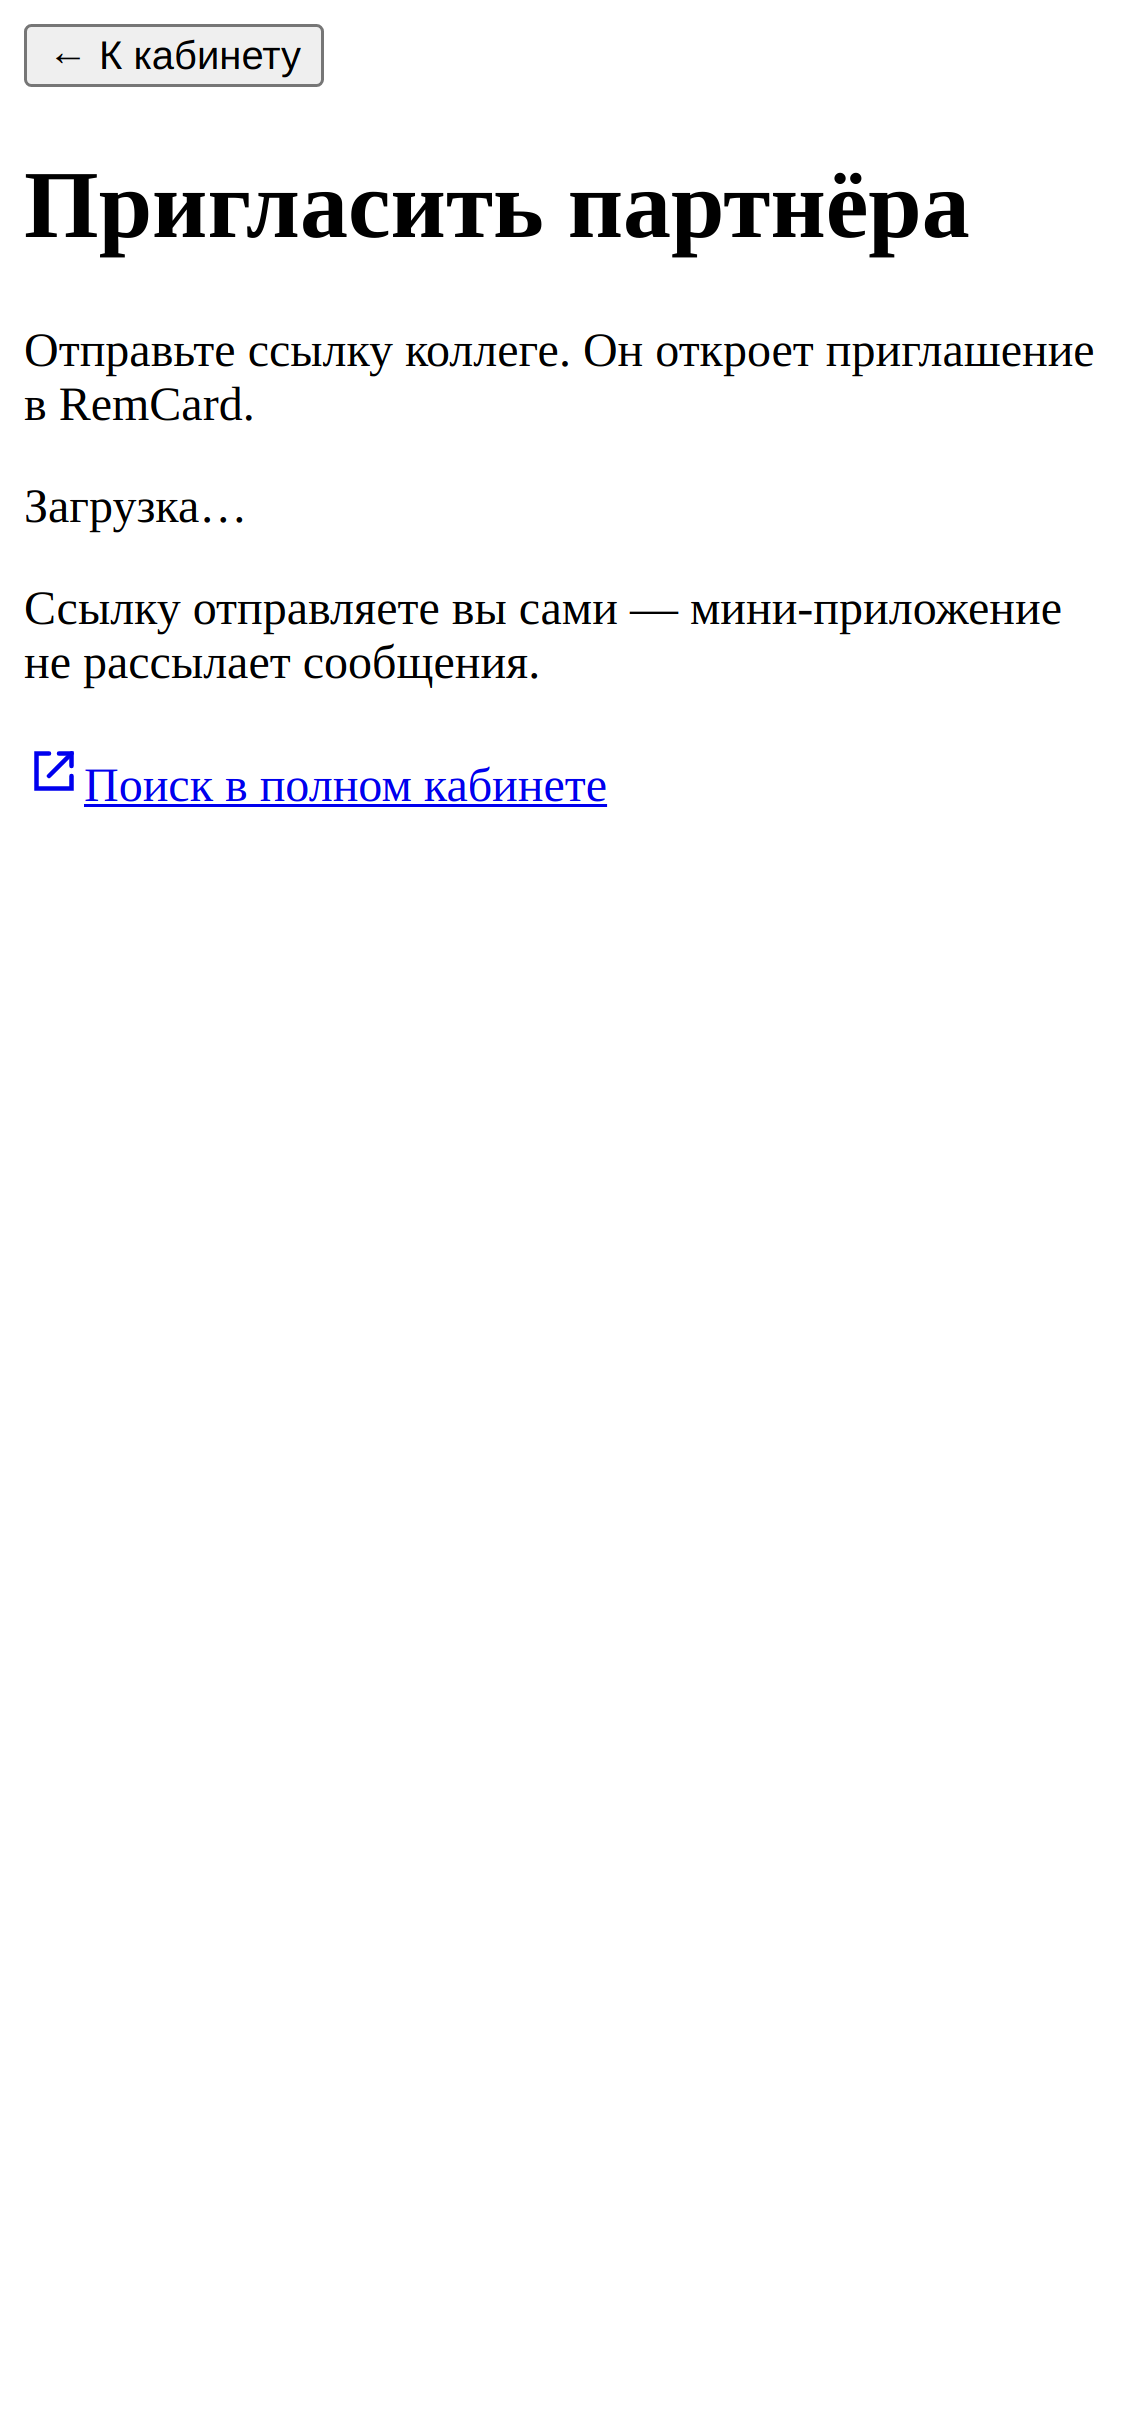 ← К кабинету
Пригласить партнёра
Отправьте ссылку коллеге. Он откроет приглашение
в RemCard.
Загрузка…
Ссылку отправляете вы сами — мини-приложение
не рассылает сообщения.
Поиск в полном кабинете